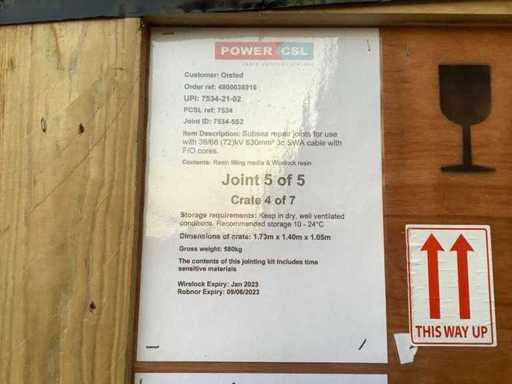 POWER CSL
Customer: Orsted
Order ref: 4800038916
UPI: 7534-21-02
PCSL ref: 7534
Joint ID: 7534-5S2
Item Description: Subsea repair joints for use
with 36/66 (72)kV 630mm² 3c SWA cable with
F/O cores.
Contents: Resin filling media & Wirelock resin
Joint 5 of 5
Crate 4 of 7
Storage requirements: Keep in dry, well ventilated
conditions. Recommended storage 10 - 24°C
Dimensions of crate: 1.73m x 1.40m x 1.05m
Gross weight: 580kg
The contents of this jointing kit includes time
sensitive materials
Wirelock Expiry: Jan 2023
Robnor Expiry: 09/06/2023
THIS WAY UP